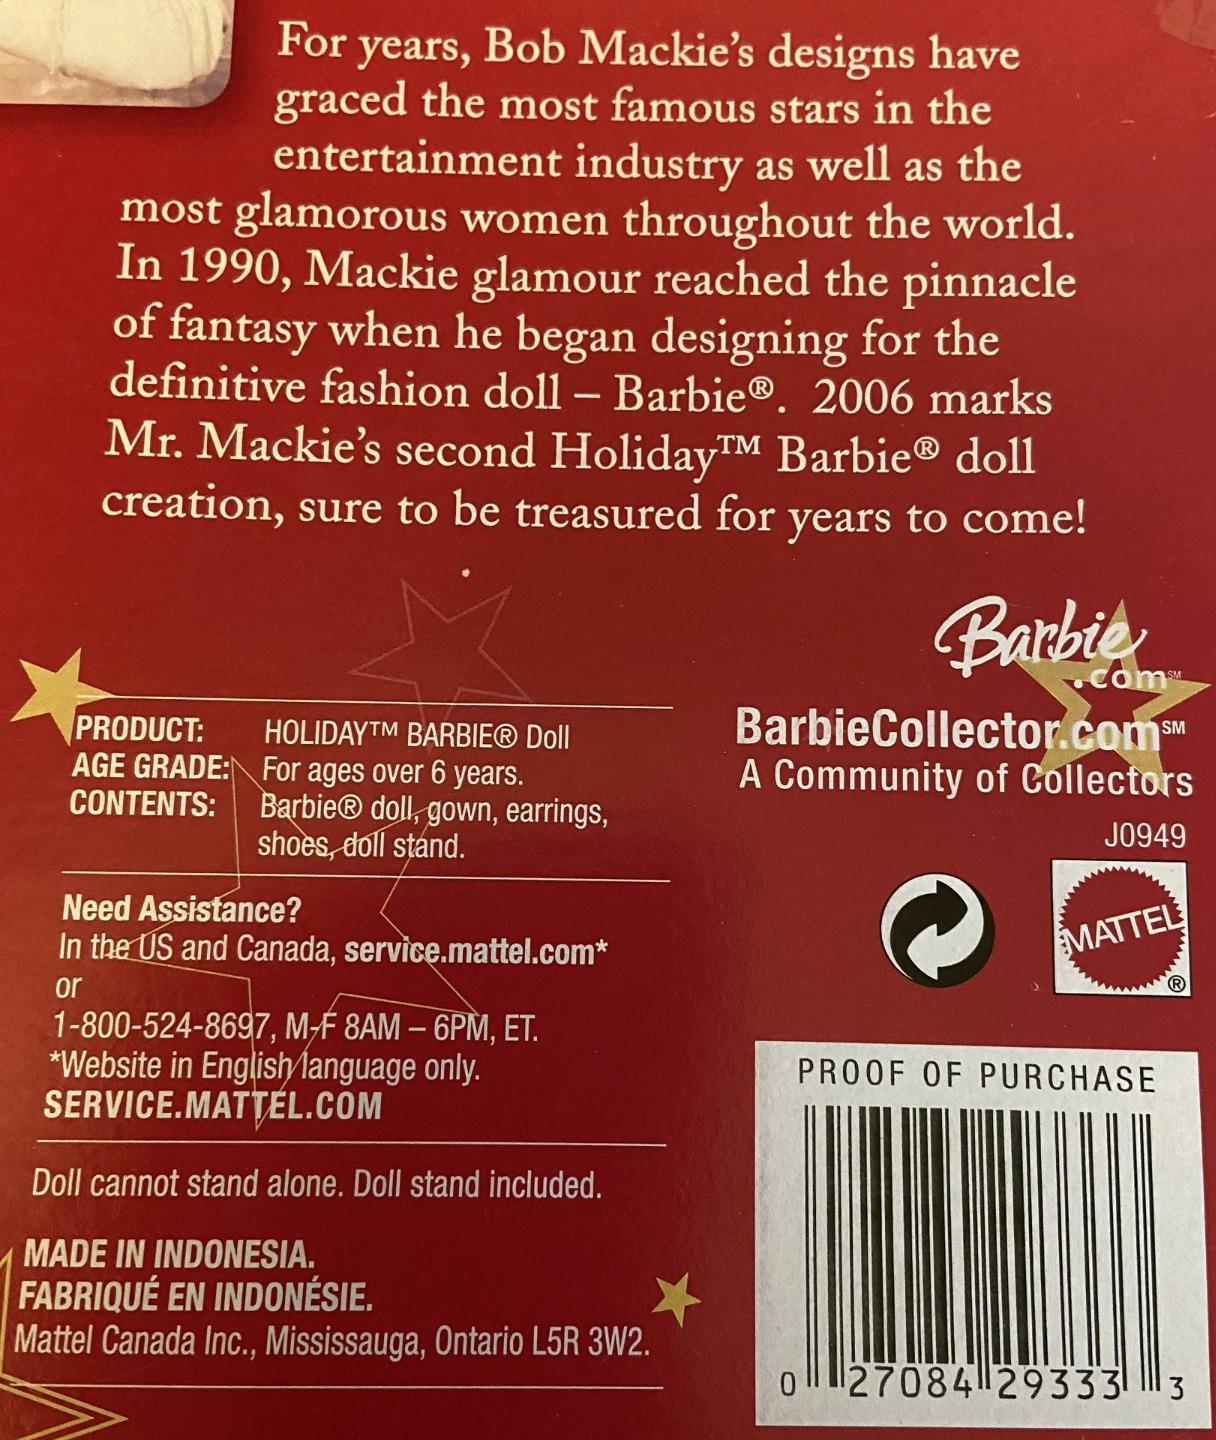 For years, Bob Mackie's designs have
graced the most famous stars in the
entertainment industry as well as the
most glamorous women throughout the world.
In 1990, Mackie glamour reached the pinnacle
of fantasy when he began designing for the
definitive fashion doll – Barbie®. 2006 marks
Mr. Mackie's second Holiday™ Barbie® doll
creation, sure to be treasured for years to come!
Barbie
.com℠
BarbieCollector.com℠
A Community of Collectors
J0949
MATTEL
®
PRODUCT: HOLIDAY™ BARBIE® Doll
AGE GRADE: For ages over 6 years.
CONTENTS: Barbie® doll, gown, earrings,
shoes, doll stand.
Need Assistance?
In the US and Canada, service.mattel.com*
or
1-800-524-8697, M-F 8AM – 6PM, ET.
*Website in English language only.
SERVICE.MATTEL.COM
Doll cannot stand alone. Doll stand included.
MADE IN INDONESIA.
FABRIQUÉ EN INDONÉSIE.
Mattel Canada Inc., Mississauga, Ontario L5R 3W2.
PROOF OF PURCHASE
0 27084 29333 3